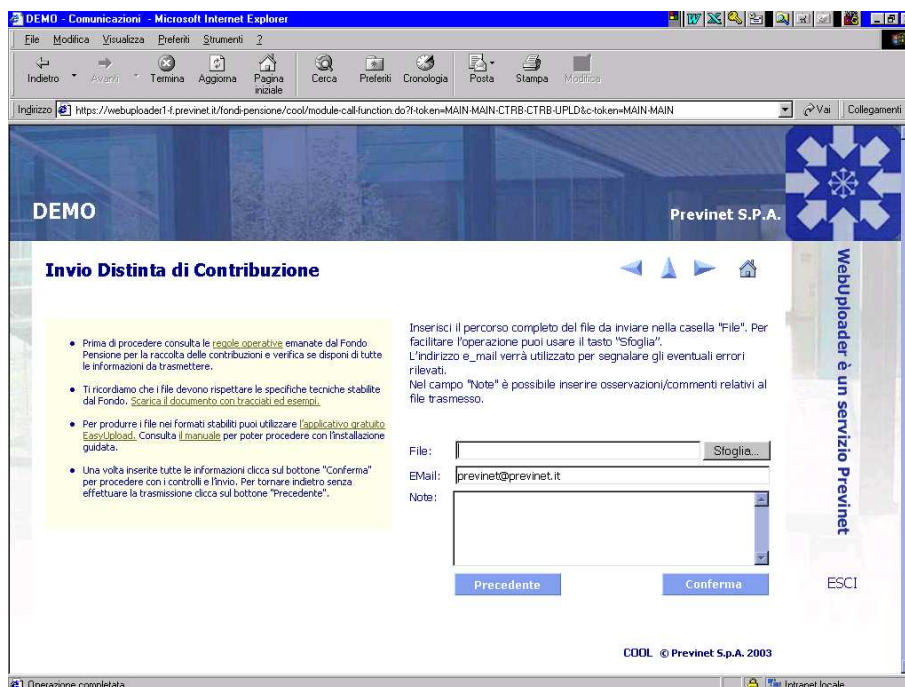 DEMO - Comunicazioni - Microsoft Internet Explorer
File Modifica Visualizza Preferiti Strumenti ?
Indietro Avanti Termina Aggiorna Pagina iniziale Cerca Preferiti Cronologia Posta Stampa Modifica
Indirizzo https://webuploader1-f.previnet.it/fondi-pensione/cool/module-call-function.do?f-token=MAIN-MAIN-CTRB-CTRB-UPLD&c-token=MAIN-MAIN Vai Collegamenti
DEMO
Previnet S.P.A.
Invio Distinta di Contribuzione
Prima di procedere consulta le regole operative emanate dal Fondo
Pensione per la raccolta delle contribuzioni e verifica se disponi di tutte
le informazioni da trasmettere.
Ti ricordiamo che i file devono rispettare le specifiche tecniche stabilite
dal Fondo. Scarica il documento con tracciati ed esempi.
Per produrre i file nei formati stabiliti puoi utilizzare l'applicativo gratuito
EasyUpload. Consulta il manuale per poter procedere con l'installazione
guidata.
Una volta inserite tutte le informazioni clicca sul bottone "Conferma"
per procedere con i controlli e l'invio. Per tornare indietro senza
effettuare la trasmissione clicca sul bottone "Precedente".
Inserisci il percorso completo del file da inviare nella casella "File". Per
facilitare l'operazione puoi usare il tasto "Sfoglia".
L'indirizzo e_mail verrà utilizzato per segnalare gli eventuali errori
rilevati.
Nel campo "Note" è possibile inserire osservazioni/commenti relativi al
file trasmesso.
File: Sfoglia...
EMail: previnet@previnet.it
Note:
Precedente Conferma
WebUploader è un servizio Previnet
ESCI
COOL © Previnet S.p.A. 2003
Operazione completata Intranet locale